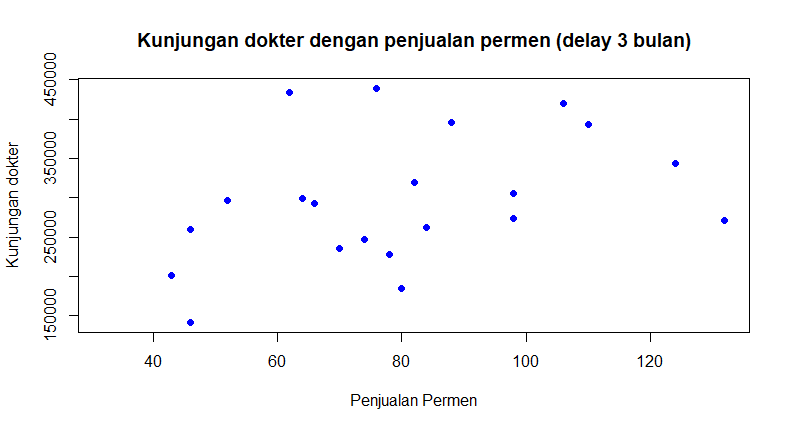 Kunjungan dokter dengan penjualan permen (delay 3 bulan)
Kunjungan dokter
450000
350000
250000
150000
40 60 80 100 120
Penjualan Permen